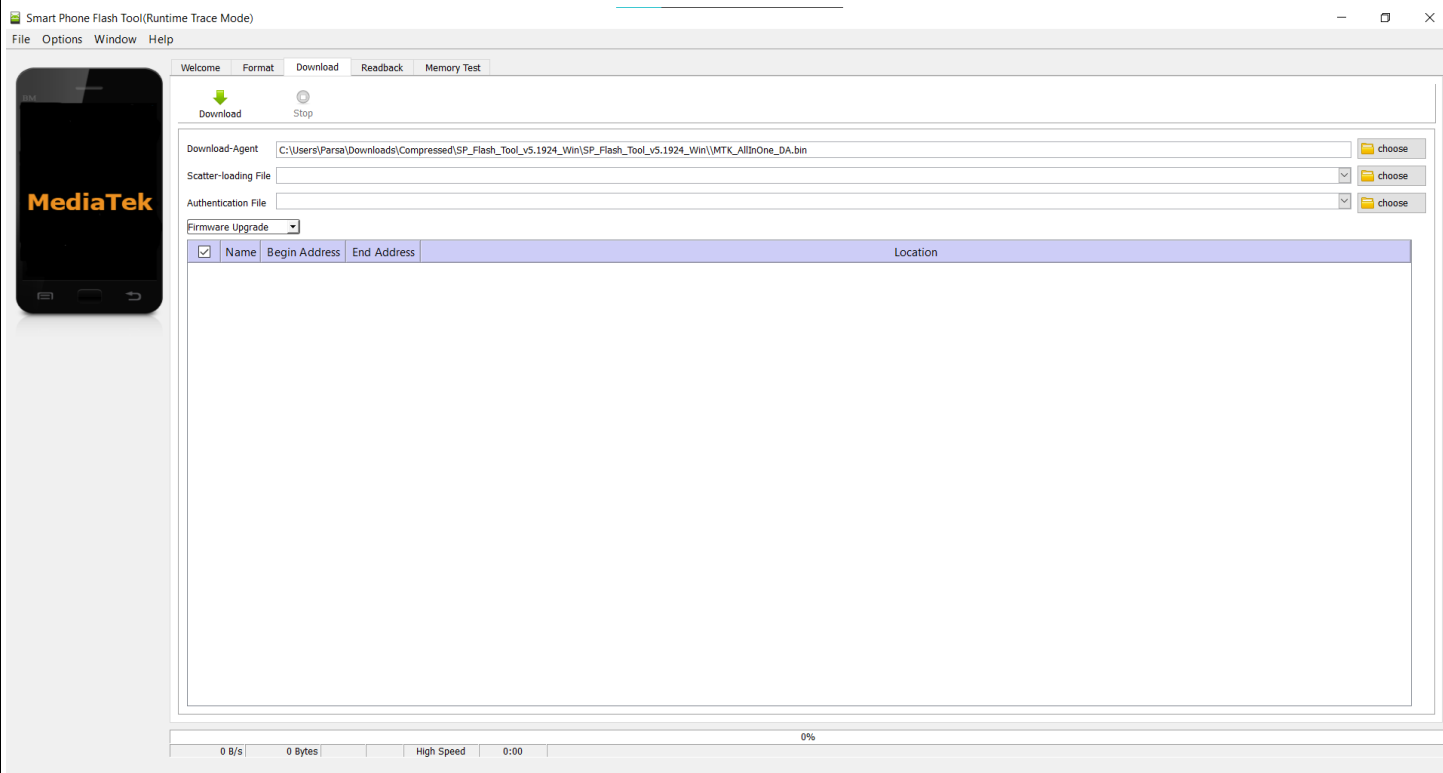 Smart Phone Flash Tool(Runtime Trace Mode)
File Options Window Help
Welcome Format Download Readback Memory Test
BM
Download Stop
MediaTek
Download-Agent C:\Users\Parsa\Downloads\Compressed\SP_Flash_Tool_v5.1924_Win\SP_Flash_Tool_v5.1924_Win\\MTK_AllInOne_DA.bin choose
Scatter-loading File choose
Authentication File choose
Firmware Upgrade
Name Begin Address End Address Location
0%
0 B/s 0 Bytes High Speed 0:00